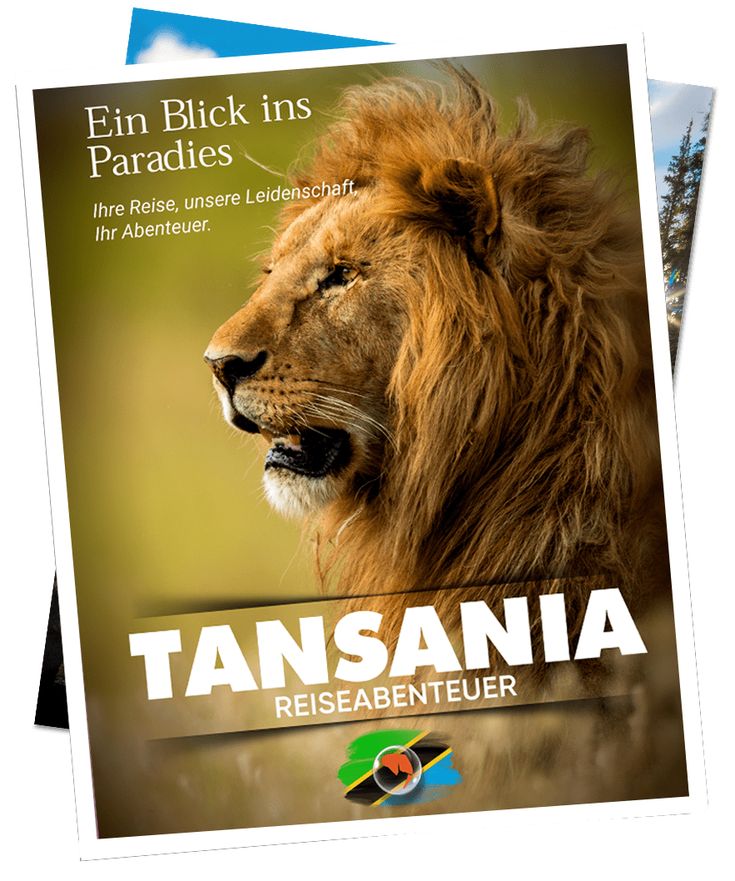 Ein Blick ins
Paradies
Ihre Reise, unsere Leidenschaft,
Ihr Abenteuer.
TANSANIA
REISEABENTEUER